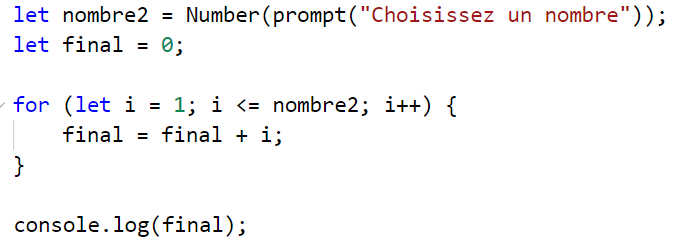 let nombre2 = Number(prompt("Choisissez un nombre"));
let final = 0;
for (let i = 1; i <= nombre2; i++) {
final = final + i;
}
console.log(final);